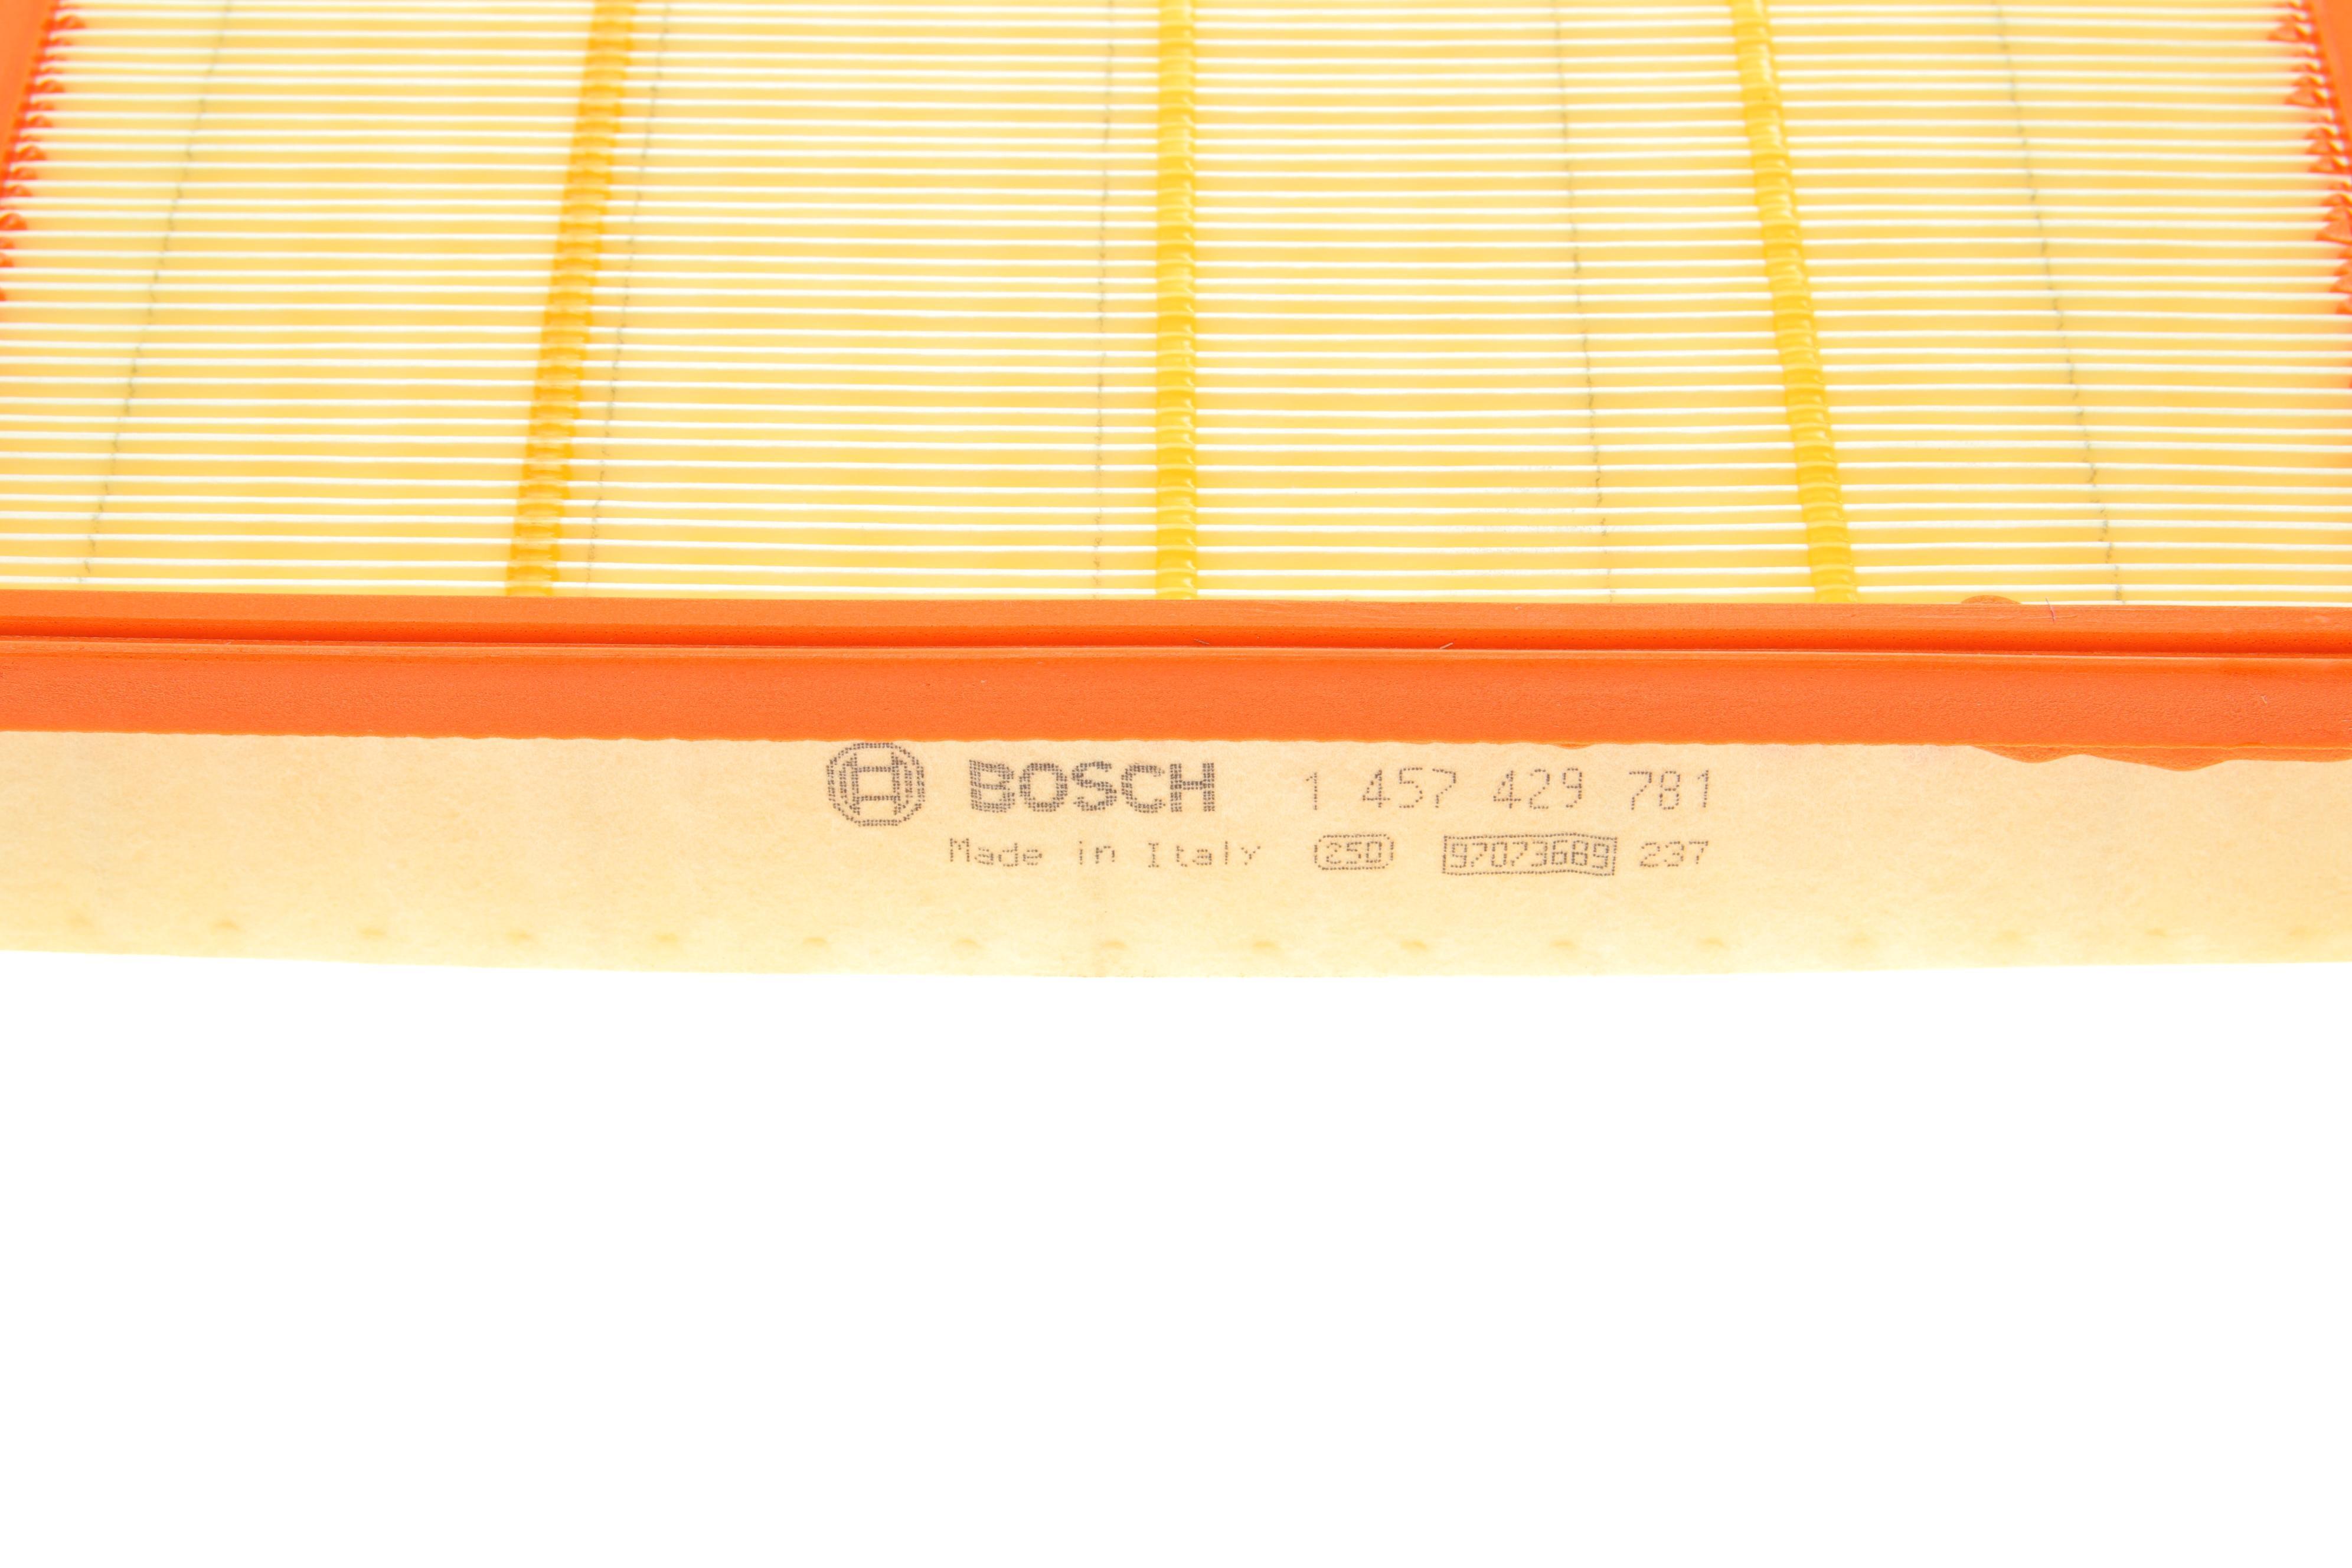 BOSCH 1 457 429 781
Made in Italy 250 97073689 237